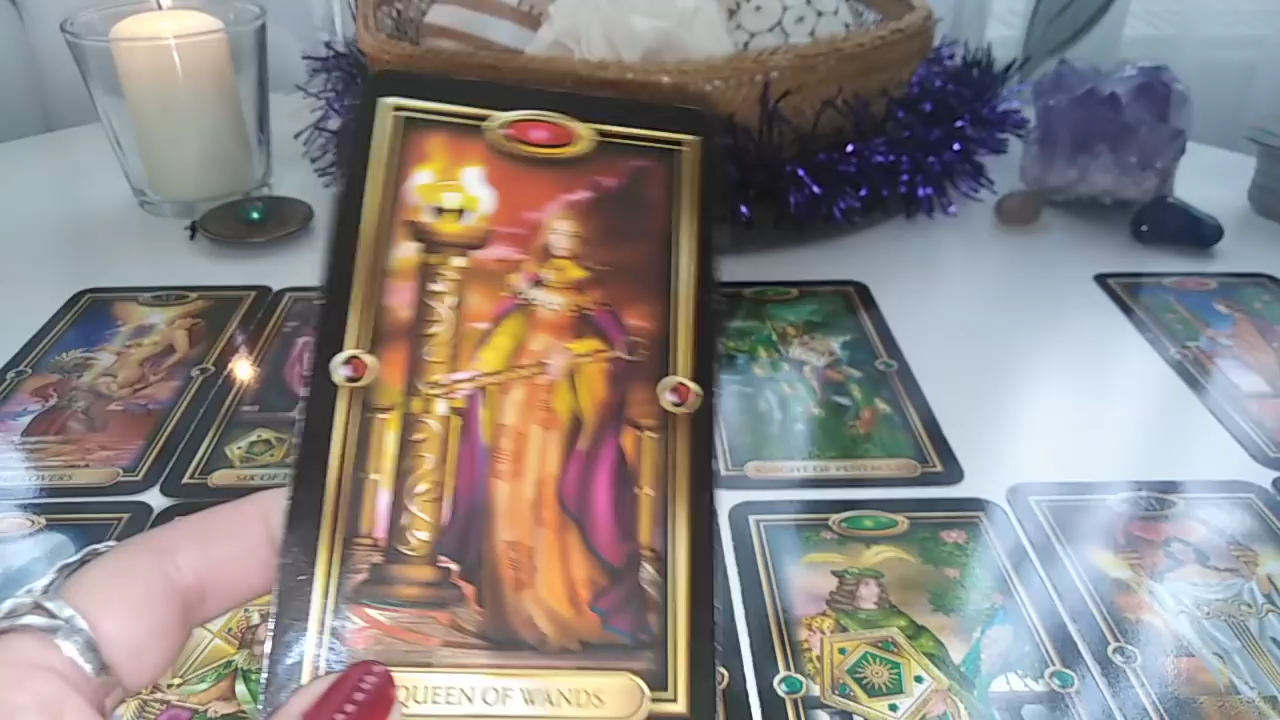 LOVERS
SIX OF
KNIGHT OF PENTACLES
QUEEN OF WANDS